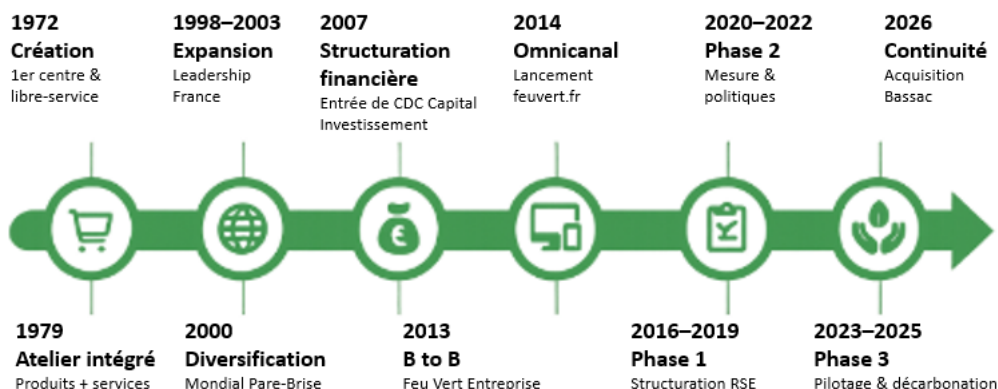 1972
Création
1er centre &
libre-service
1998–2003
Expansion
Leadership
France
2007
Structuration
financière
Entrée de CDC Capital
Investissement
2014
Omnicanal
Lancement
feuvert.fr
2020–2022
Phase 2
Mesure &
politiques
2026
Continuité
Acquisition
Bassac
€
1979
Atelier intégré
Produits + services
2000
Diversification
Mondial Pare-Brise
2013
B to B
Feu Vert Entreprise
2016–2019
Phase 1
Structuration RSE
2023–2025
Phase 3
Pilotage & décarbonation